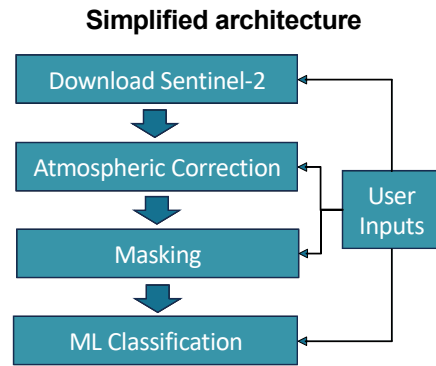 Simplified architecture
Download Sentinel-2
Atmospheric Correction
User
Inputs
Masking
ML Classification